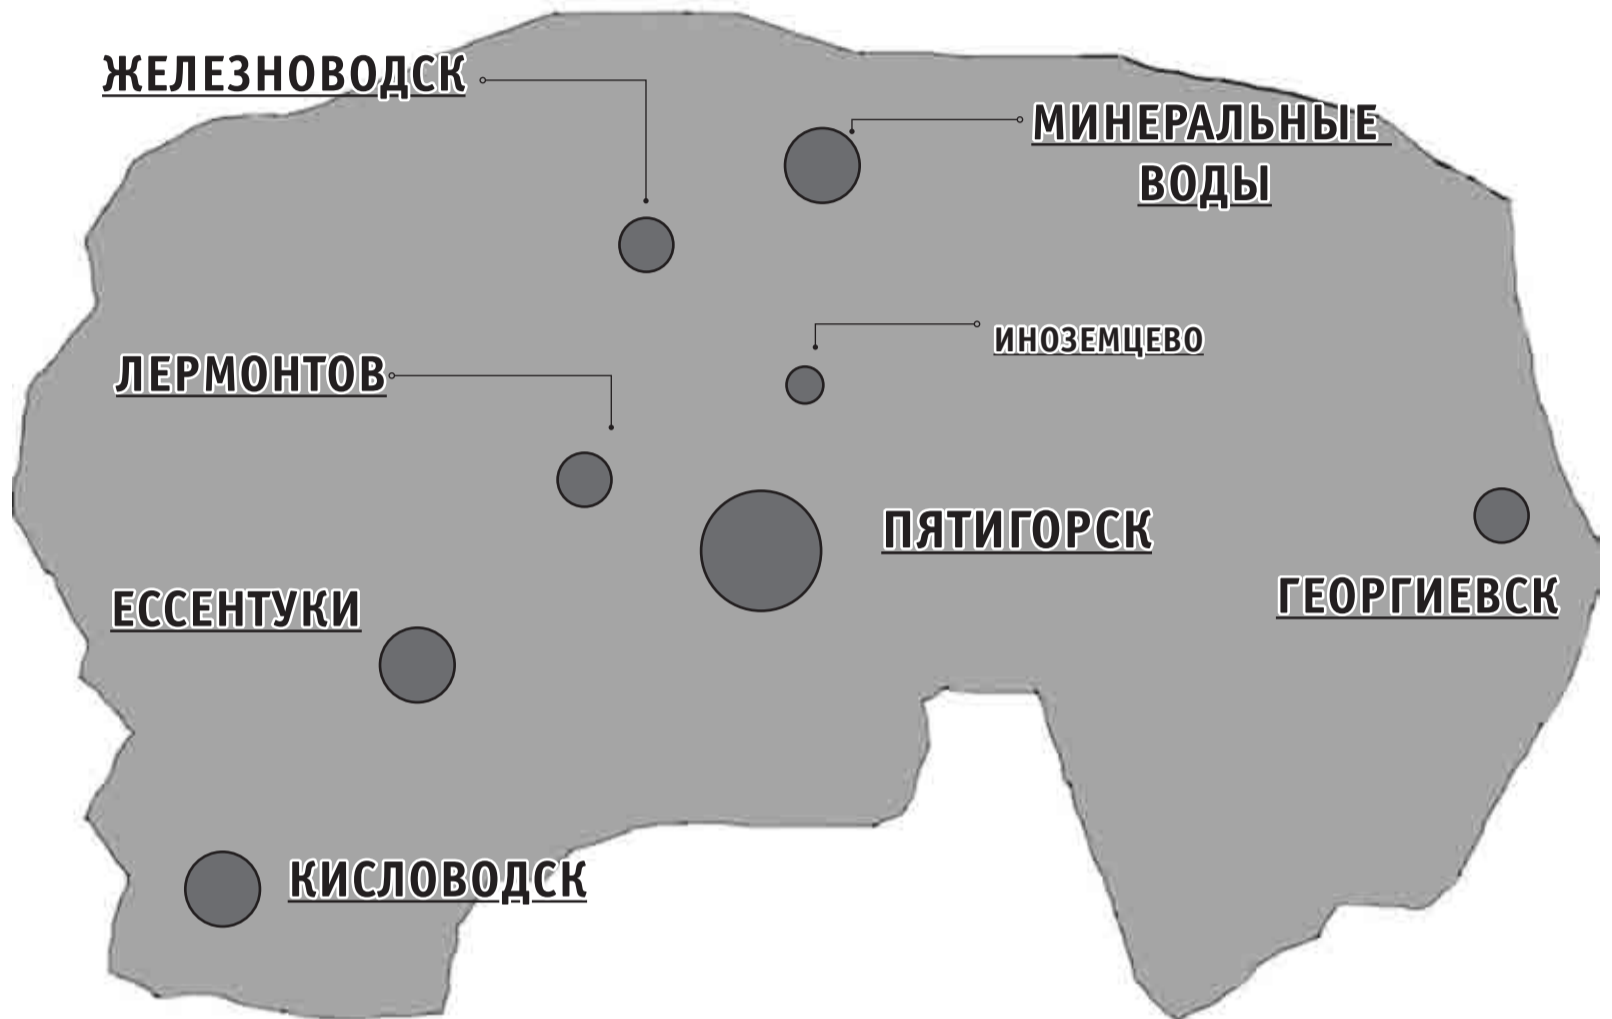 ЖЕЛЕЗНОВОДСК
МИНЕРАЛЬНЫЕ
ВОДЫ
ИНОЗЕМЦЕВО
ЛЕРМОНТОВ
ПЯТИГОРСК
ГЕОРГИЕВСК
ЕССЕНТУКИ
КИСЛОВОДСК